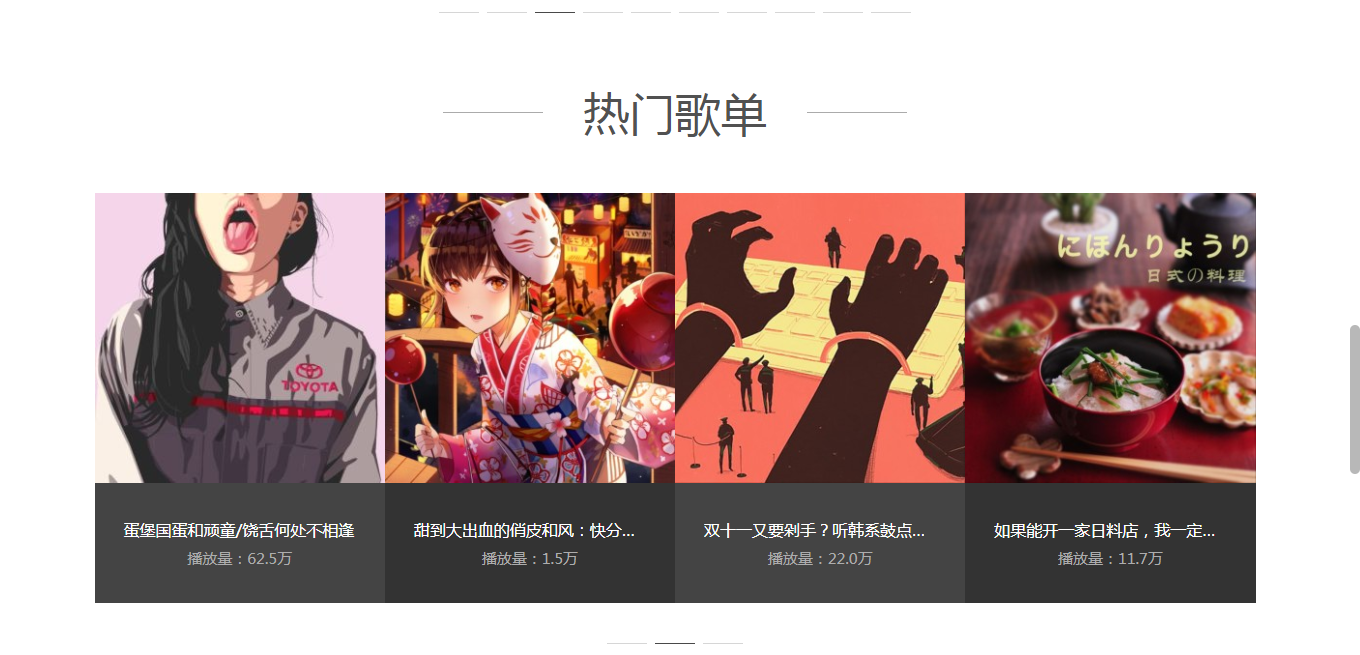 热门歌单
TOYOTA
にほんりょうり
日式の料理
蛋堡国蛋和顽童/饶舌何处不相逢
播放量：62.5万
甜到大出血的俏皮和风：快分...
播放量：1.5万
双十一又要剁手？听韩系鼓点...
播放量：22.0万
如果能开一家日料店，我一定...
播放量：11.7万